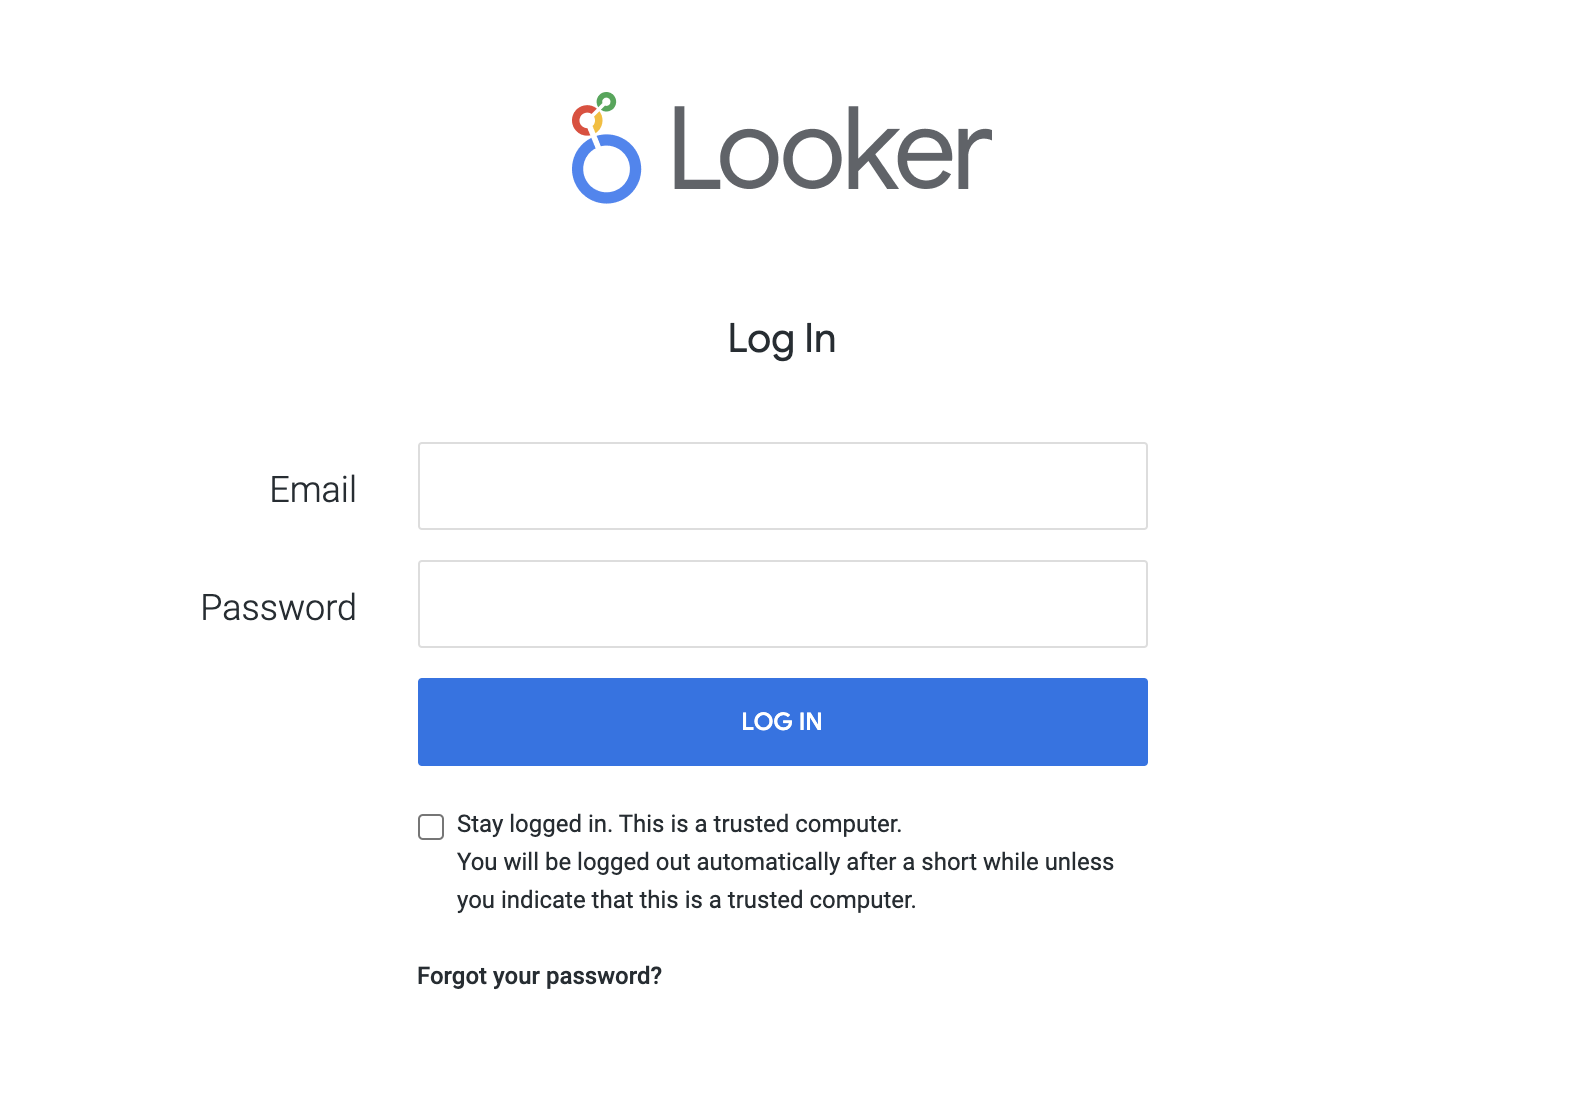 Looker
Log In
Email
Password
LOG IN
Stay logged in. This is a trusted computer.
You will be logged out automatically after a short while unless
you indicate that this is a trusted computer.
Forgot your password?